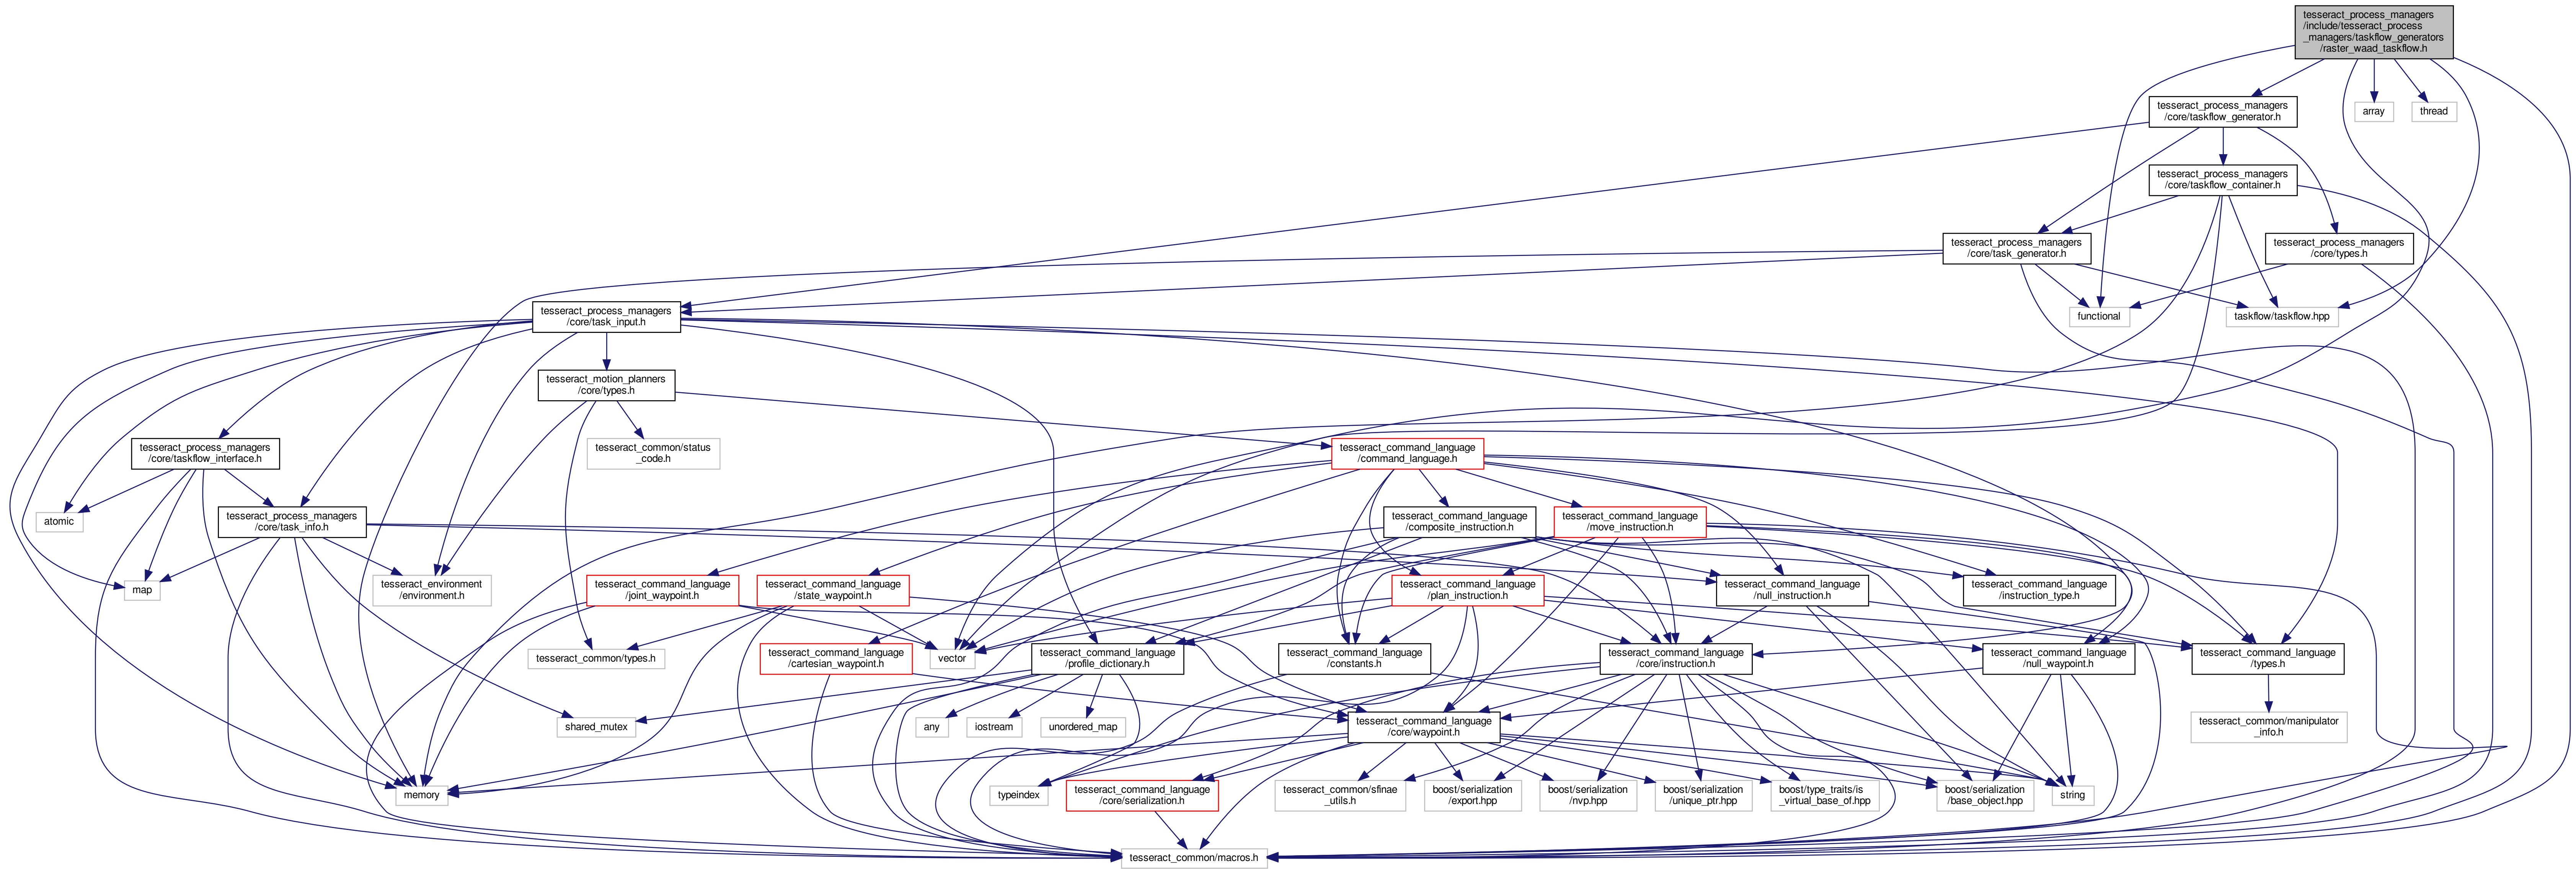 tesseract_process_managers
/include/tesseract_process
_managers/taskflow_generators
/raster_waad_taskflow.h
tesseract_process_managers
/core/taskflow_generator.h
array
thread
tesseract_process_managers
/core/taskflow_container.h
tesseract_process_managers
/core/task_generator.h
tesseract_process_managers
/core/types.h
tesseract_process_managers
/core/task_input.h
functional
taskflow/taskflow.hpp
tesseract_motion_planners
/core/types.h
tesseract_process_managers
/core/taskflow_interface.h
tesseract_common/status
_code.h
tesseract_command_language
/command_language.h
atomic
tesseract_process_managers
/core/task_info.h
tesseract_command_language
/composite_instruction.h
tesseract_command_language
/move_instruction.h
map
tesseract_environment
/environment.h
tesseract_command_language
/joint_waypoint.h
tesseract_command_language
/state_waypoint.h
tesseract_command_language
/plan_instruction.h
tesseract_command_language
/null_instruction.h
tesseract_command_language
/instruction_type.h
tesseract_common/types.h
tesseract_command_language
/cartesian_waypoint.h
vector
tesseract_command_language
/profile_dictionary.h
tesseract_command_language
/constants.h
tesseract_command_language
/core/instruction.h
tesseract_command_language
/null_waypoint.h
tesseract_command_language
/types.h
shared_mutex
any
iostream
unordered_map
tesseract_command_language
/core/waypoint.h
tesseract_common/manipulator
_info.h
memory
typeindex
tesseract_command_language
/core/serialization.h
tesseract_common/sfinae
_utils.h
boost/serialization
/export.hpp
boost/serialization
/nvp.hpp
boost/serialization
/unique_ptr.hpp
boost/type_traits/is
_virtual_base_of.hpp
boost/serialization
/base_object.hpp
string
tesseract_common/macros.h